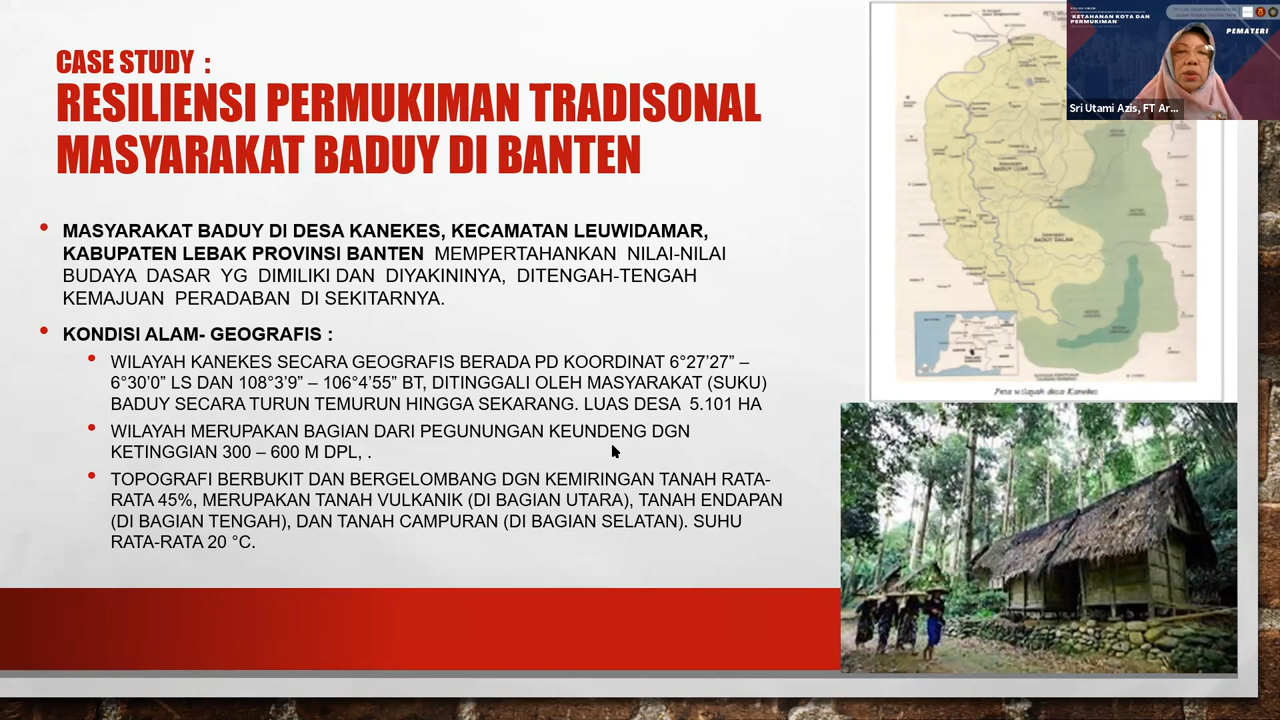 CASE STUDY :
RESILIENSI PERMUKIMAN TRADISONAL
MASYARAKAT BADUY DI BANTEN
MASYARAKAT BADUY DI DESA KANEKES, KECAMATAN LEUWIDAMAR,
KABUPATEN LEBAK PROVINSI BANTEN MEMPERTAHANKAN NILAI-NILAI
BUDAYA DASAR YG DIMILIKI DAN DIYAKININYA, DITENGAH-TENGAH
KEMAJUAN PERADABAN DI SEKITARNYA.
KONDISI ALAM- GEOGRAFIS :
WILAYAH KANEKES SECARA GEOGRAFIS BERADA PD KOORDINAT 6°27’27” –
6°30’0” LS DAN 108°3’9” – 106°4’55” BT, DITINGGALI OLEH MASYARAKAT (SUKU)
BADUY SECARA TURUN TEMURUN HINGGA SEKARANG. LUAS DESA 5.101 HA
WILAYAH MERUPAKAN BAGIAN DARI PEGUNUNGAN KEUNDENG DGN
KETINGGIAN 300 – 600 M DPL, .
TOPOGRAFI BERBUKIT DAN BERGELOMBANG DGN KEMIRINGAN TANAH RATA-
RATA 45%, MERUPAKAN TANAH VULKANIK (DI BAGIAN UTARA), TANAH ENDAPAN
(DI BAGIAN TENGAH), DAN TANAH CAMPURAN (DI BAGIAN SELATAN). SUHU
RATA-RATA 20 °C.
"KETAHANAN KOTA DAN
PERMUKIMAN"
PEMATERI
Sri Utami Azis, FT Ar...
BADUY LUAR
BADUY DALAM
Peta wilayah desa Kanekes